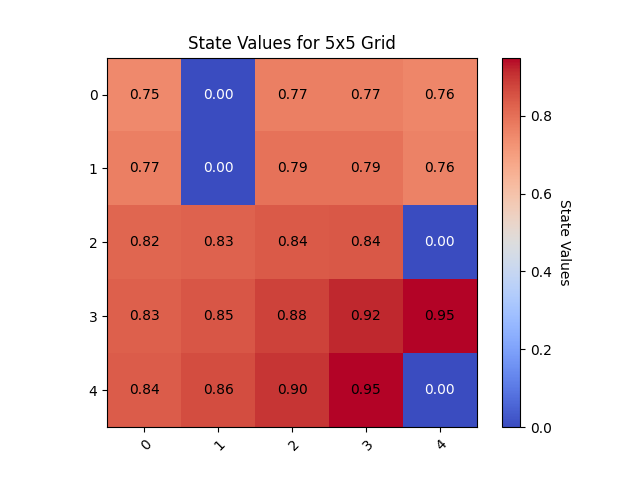 State Values for 5x5 Grid
0 0.75 0.00 0.77 0.77 0.76
1 0.77 0.00 0.79 0.79 0.76
2 0.82 0.83 0.84 0.84 0.00
3 0.83 0.85 0.88 0.92 0.95
4 0.84 0.86 0.90 0.95 0.00
0 1 2 3 4
0.8
0.6
0.4
0.2
0.0
State Values